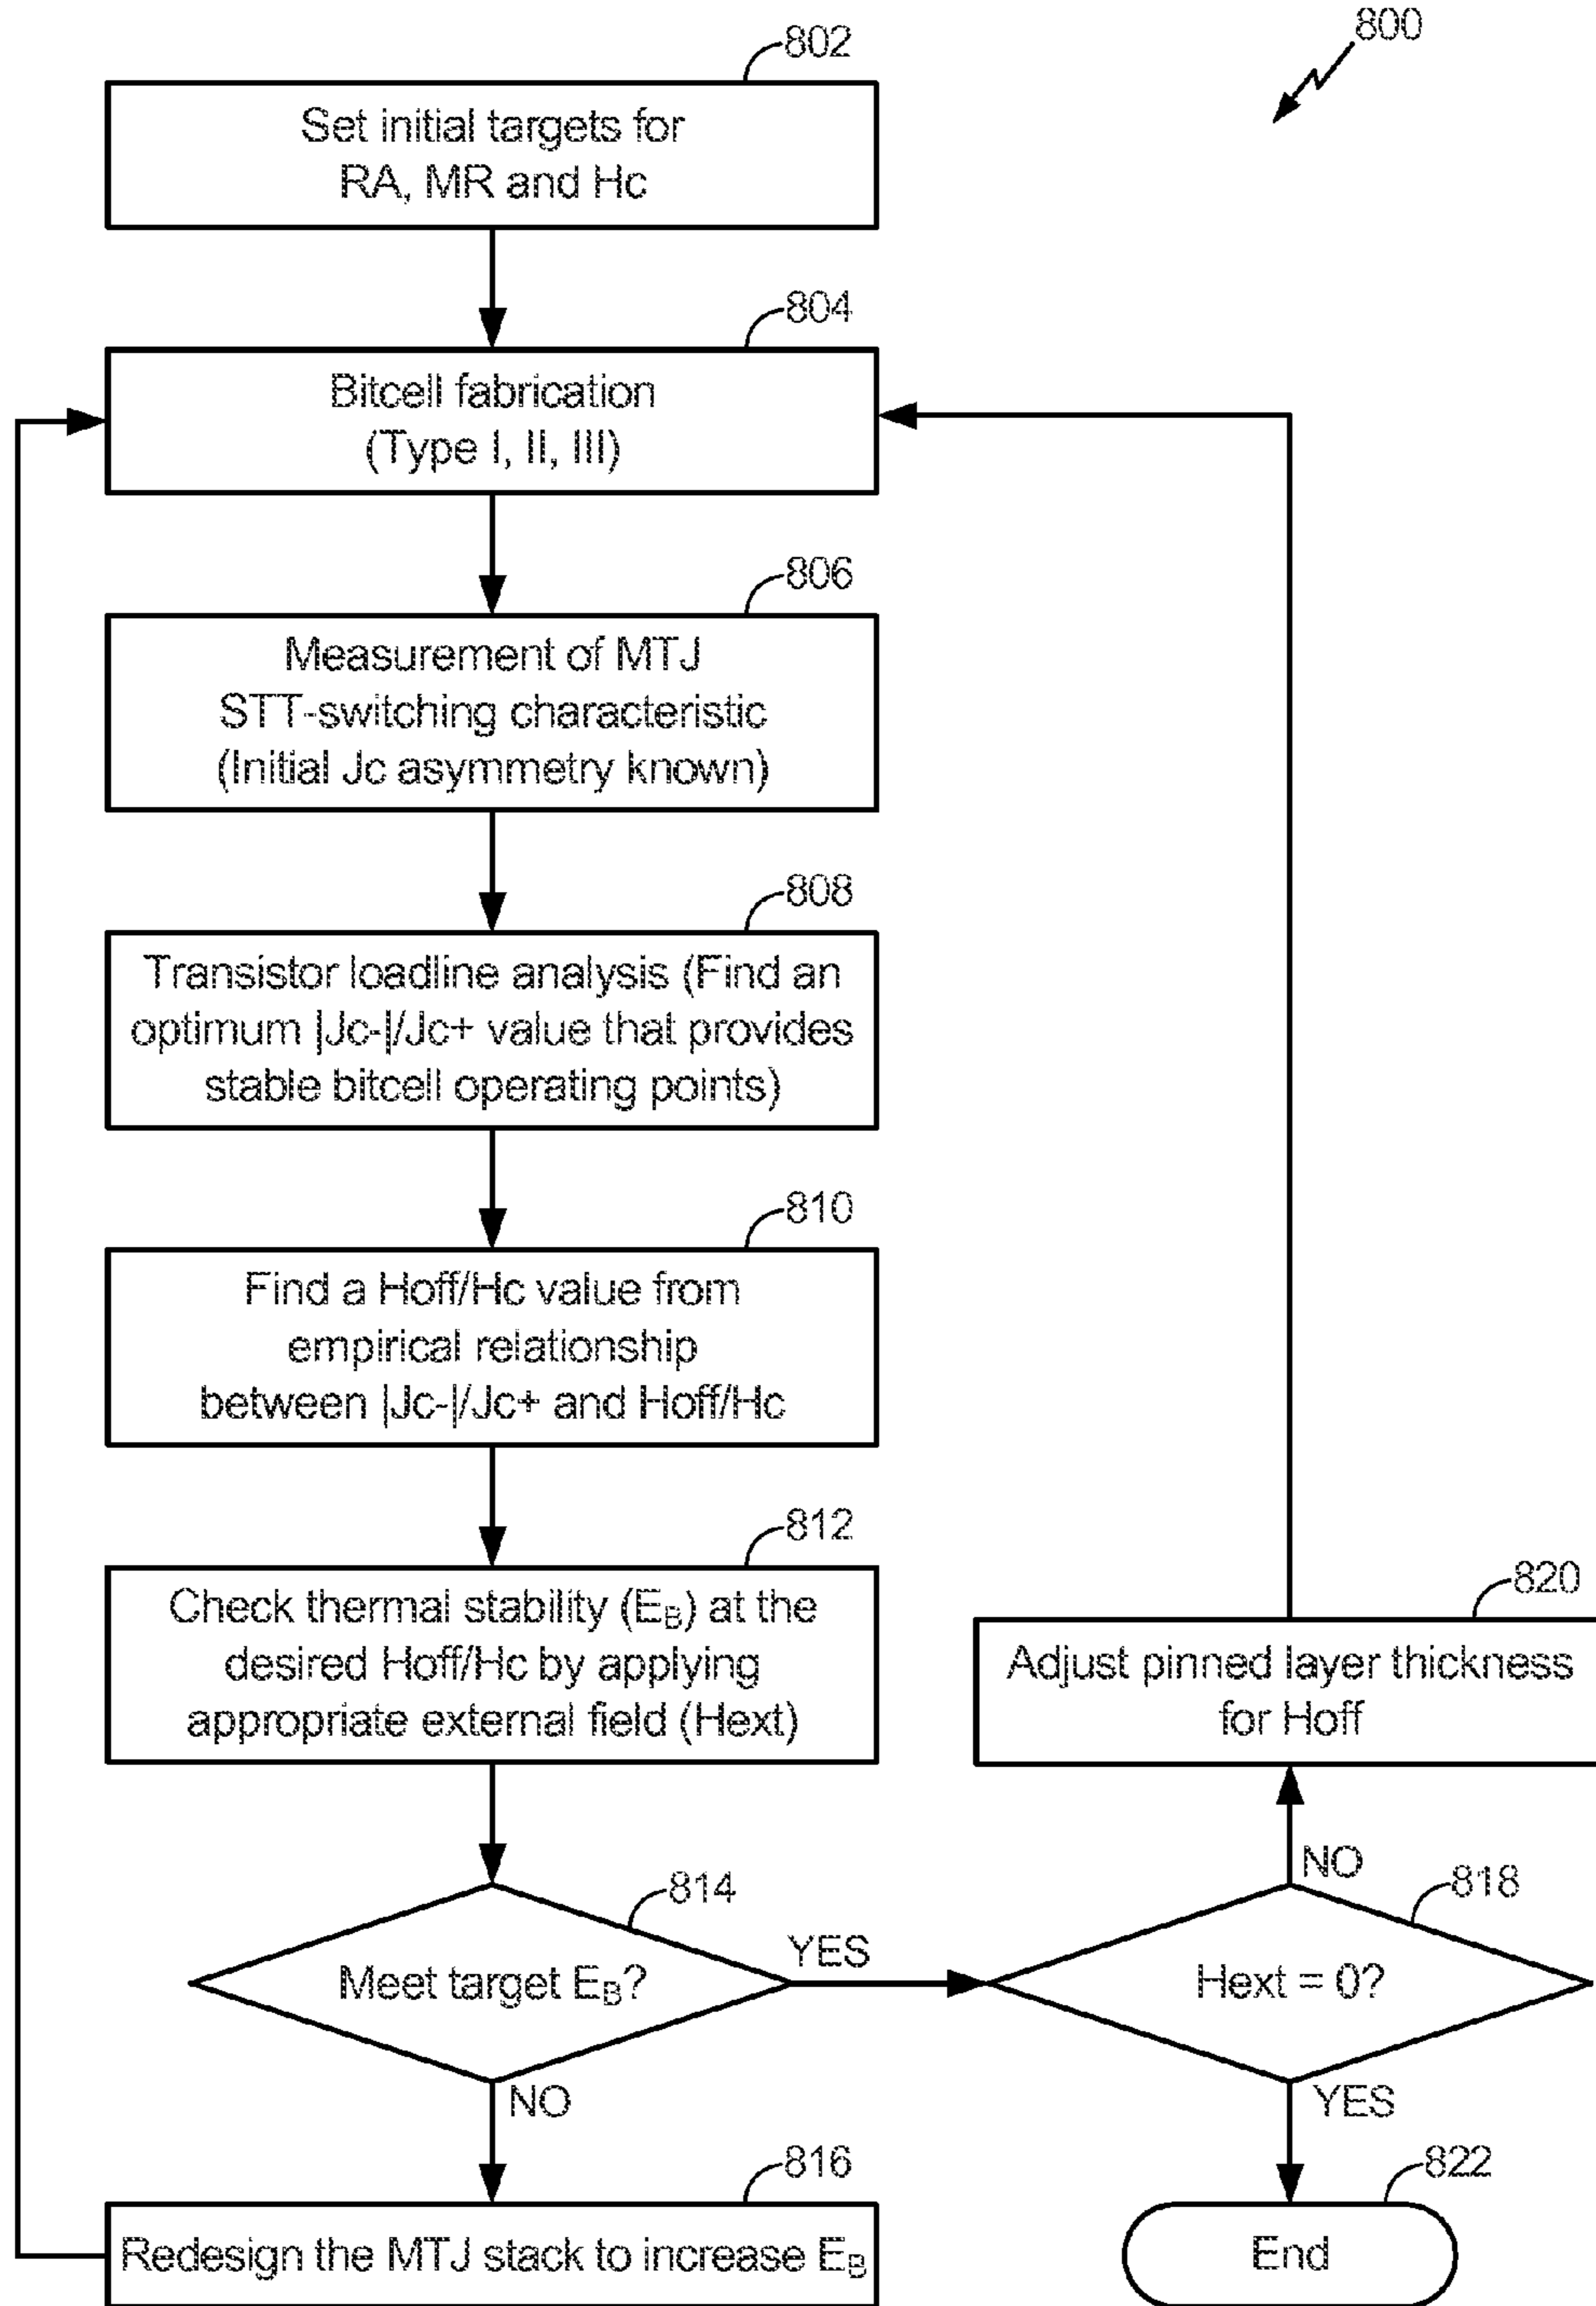 800
802
Set initial targets for
RA, MR and Hc
804
Bitcell fabrication
(Type I, II, III)
806
Measurement of MTJ
STT-switching characteristic
(Initial Jc asymmetry known)
808
Transistor loadline analysis (Find an
optimum |Jc-|/Jc+ value that provides
stable bitcell operating points)
810
Find a Hoff/Hc value from
empirical relationship
between |Jc-|/Jc+ and Hoff/Hc
812
Check thermal stability (E_B) at the
desired Hoff/Hc by applying
appropriate external field (Hext)
820
Adjust pinned layer thickness
for Hoff
814
Meet target E_B?
YES
NO
818
Hext = 0?
NO
YES
816
Redesign the MTJ stack to increase E_B
822
End